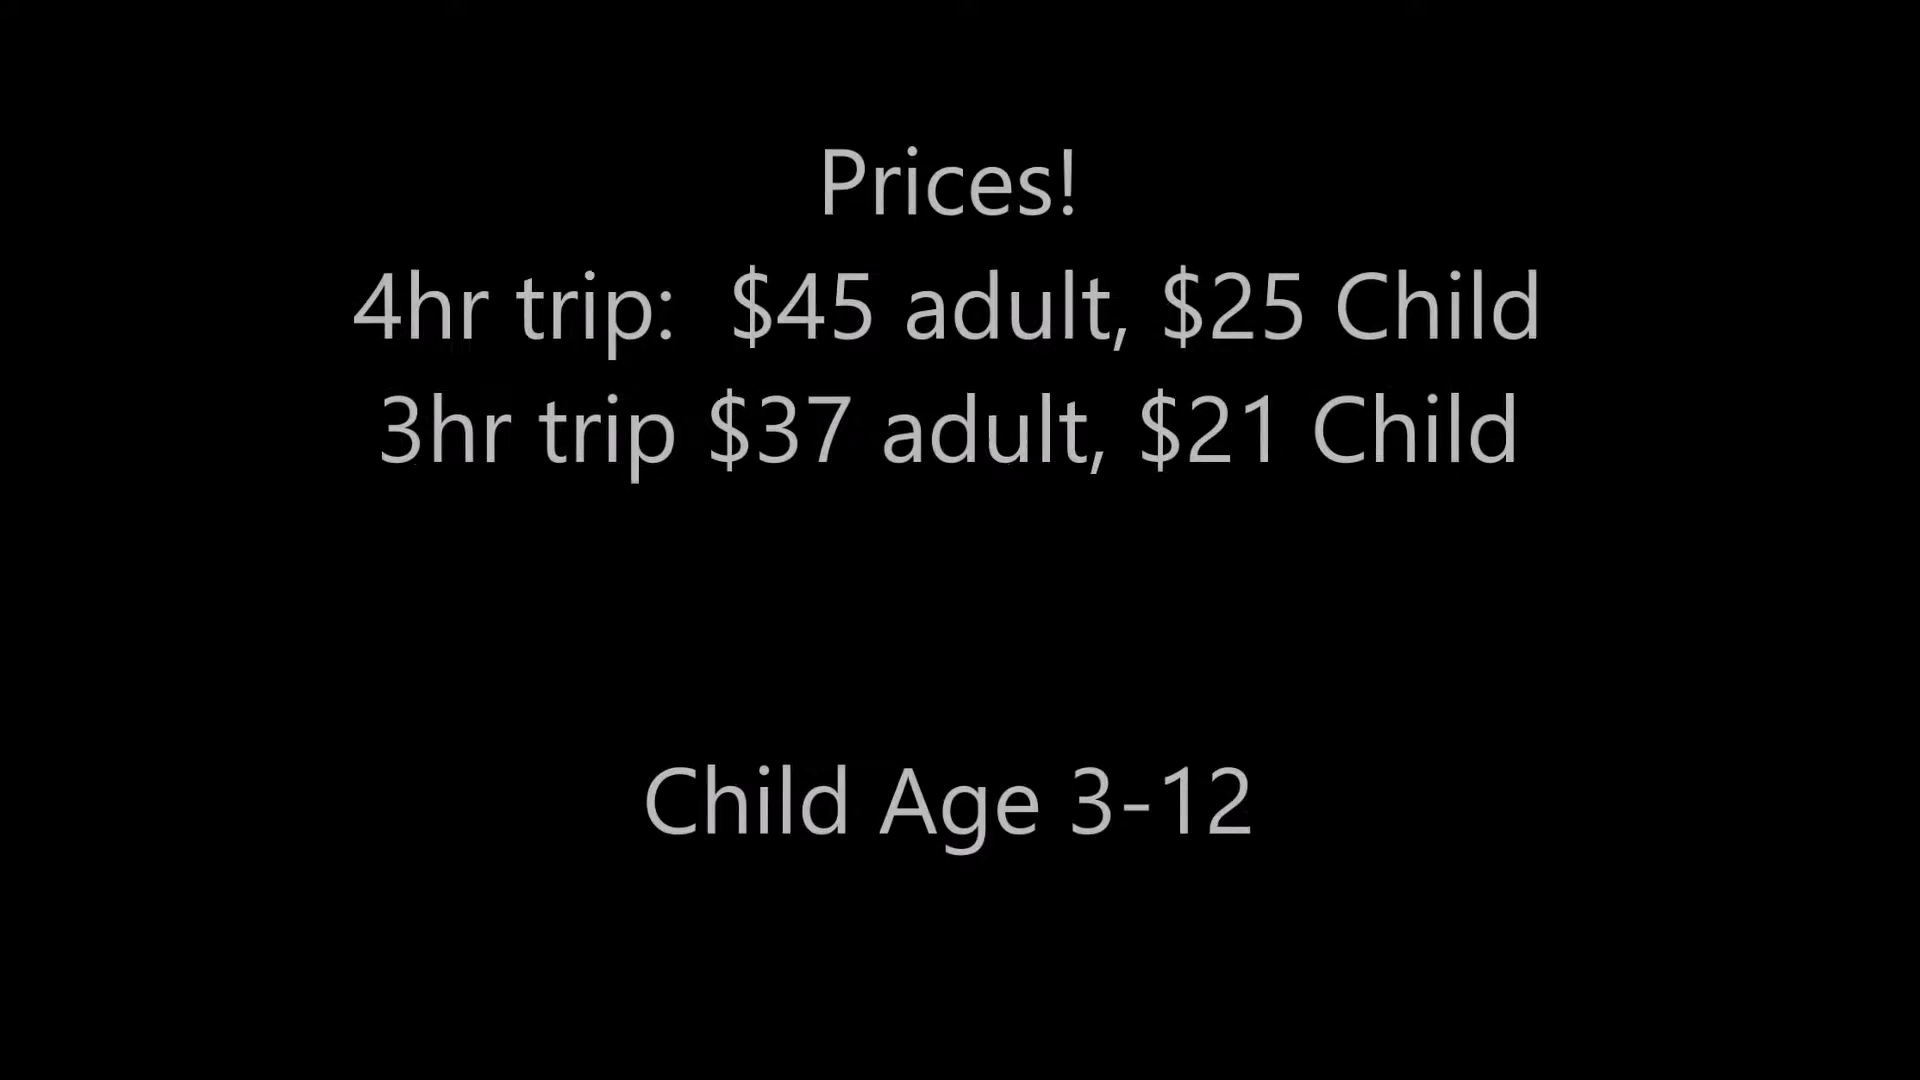 Prices!
4hr trip:  $45 adult, $25 Child
3hr trip $37 adult, $21 Child
Child Age 3-12